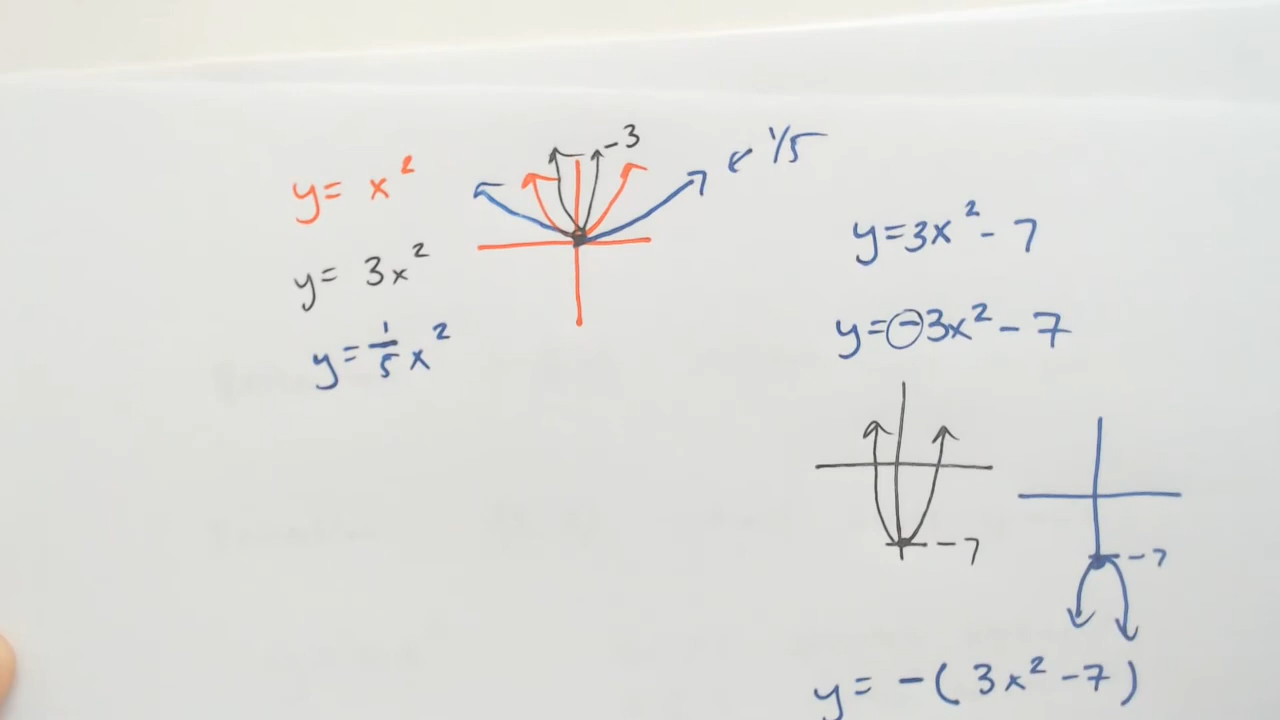 y = x²
y = 3x²
y = 1/5 x²
-3
1/5
y=3x²-7
y=-3x²-7
-7
-7
y = -(3x²-7)